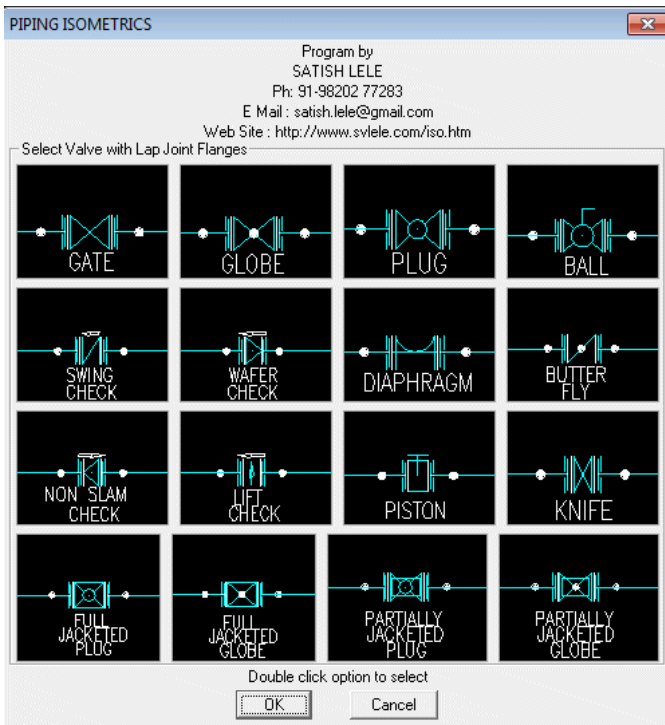 PIPING ISOMETRICS
Program by
SATISH LELE
Ph: 91-98202 77283
E Mail : satish.lele@gmail.com
Web Site : http://www.svlele.com/iso.htm
Select Valve with Lap Joint Flanges
GATE
GLOBE
PLUG
BALL
SWING
CHECK
WAFER
CHECK
DIAPHRAGM
BUTTER
FLY
NON SLAM
CHECK
LIFT
CHECK
PISTON
KNIFE
FULL
JACKETED
PLUG
FULL
JACKETED
GLOBE
PARTIALLY
JACKETED
PLUG
PARTIALLY
JACKETED
GLOBE
Double click option to select
OK
Cancel